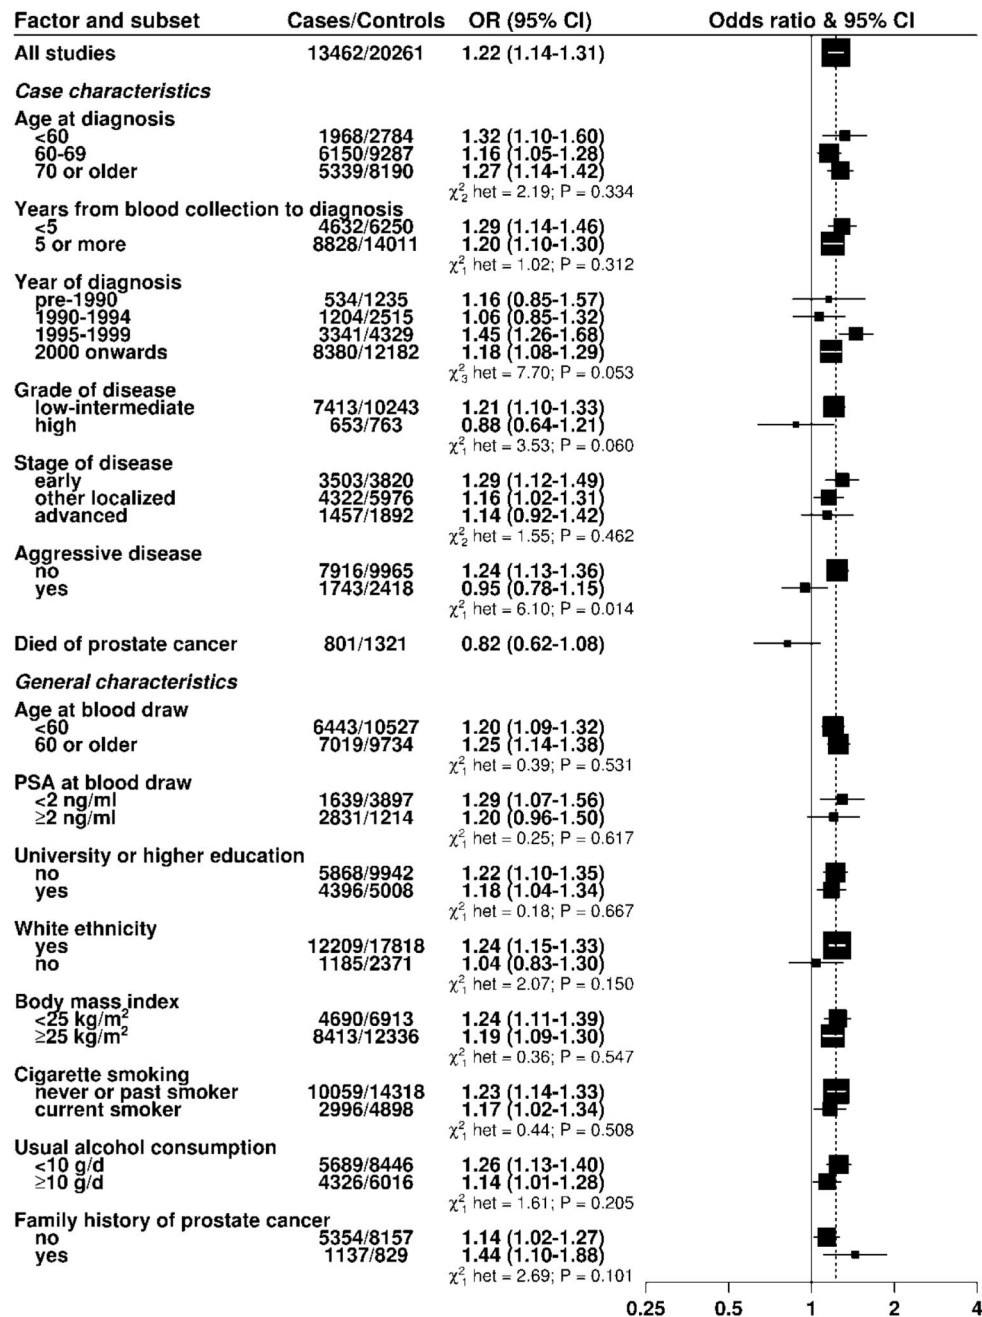 Factor and subset Cases/Controls OR (95% CI) Odds ratio & 95% CI
All studies 13462/20261 1.22 (1.14-1.31)
Case characteristics
Age at diagnosis
<60 1968/2784 1.32 (1.10-1.60)
60-69 6150/9287 1.16 (1.05-1.28)
70 or older 5339/8190 1.27 (1.14-1.42)
χ²₂ het = 2.19; P = 0.334
Years from blood collection to diagnosis
<5 4632/6250 1.29 (1.14-1.46)
5 or more 8828/14011 1.20 (1.10-1.30)
χ²₁ het = 1.02; P = 0.312
Year of diagnosis
pre-1990 534/1235 1.16 (0.85-1.57)
1990-1994 1204/2515 1.06 (0.85-1.32)
1995-1999 3341/4329 1.45 (1.26-1.68)
2000 onwards 8380/12182 1.18 (1.08-1.29)
χ²₃ het = 7.70; P = 0.053
Grade of disease
low-intermediate 7413/10243 1.21 (1.10-1.33)
high 653/763 0.88 (0.64-1.21)
χ²₁ het = 3.53; P = 0.060
Stage of disease
early 3503/3820 1.29 (1.12-1.49)
other localized 4322/5976 1.16 (1.02-1.31)
advanced 1457/1892 1.14 (0.92-1.42)
χ²₂ het = 1.55; P = 0.462
Aggressive disease
no 7916/9965 1.24 (1.13-1.36)
yes 1743/2418 0.95 (0.78-1.15)
χ²₁ het = 6.10; P = 0.014
Died of prostate cancer 801/1321 0.82 (0.62-1.08)
General characteristics
Age at blood draw
<60 6443/10527 1.20 (1.09-1.32)
60 or older 7019/9734 1.25 (1.14-1.38)
χ²₁ het = 0.39; P = 0.531
PSA at blood draw
<2 ng/ml 1639/3897 1.29 (1.07-1.56)
≥2 ng/ml 2831/1214 1.20 (0.96-1.50)
χ²₁ het = 0.25; P = 0.617
University or higher education
no 5868/9942 1.22 (1.10-1.35)
yes 4396/5008 1.18 (1.04-1.34)
χ²₁ het = 0.18; P = 0.667
White ethnicity
yes 12209/17818 1.24 (1.15-1.33)
no 1185/2371 1.04 (0.83-1.30)
χ²₁ het = 2.07; P = 0.150
Body mass index
<25 kg/m² 4690/6913 1.24 (1.11-1.39)
≥25 kg/m² 8413/12336 1.19 (1.09-1.30)
χ²₁ het = 0.36; P = 0.547
Cigarette smoking
never or past smoker 10059/14318 1.23 (1.14-1.33)
current smoker 2996/4898 1.17 (1.02-1.34)
χ²₁ het = 0.44; P = 0.508
Usual alcohol consumption
<10 g/d 5689/8446 1.26 (1.13-1.40)
≥10 g/d 4326/6016 1.14 (1.01-1.28)
χ²₁ het = 1.61; P = 0.205
Family history of prostate cancer
no 5354/8157 1.14 (1.02-1.27)
yes 1137/829 1.44 (1.10-1.88)
χ²₁ het = 2.69; P = 0.101
0.25 0.5 1 2 4